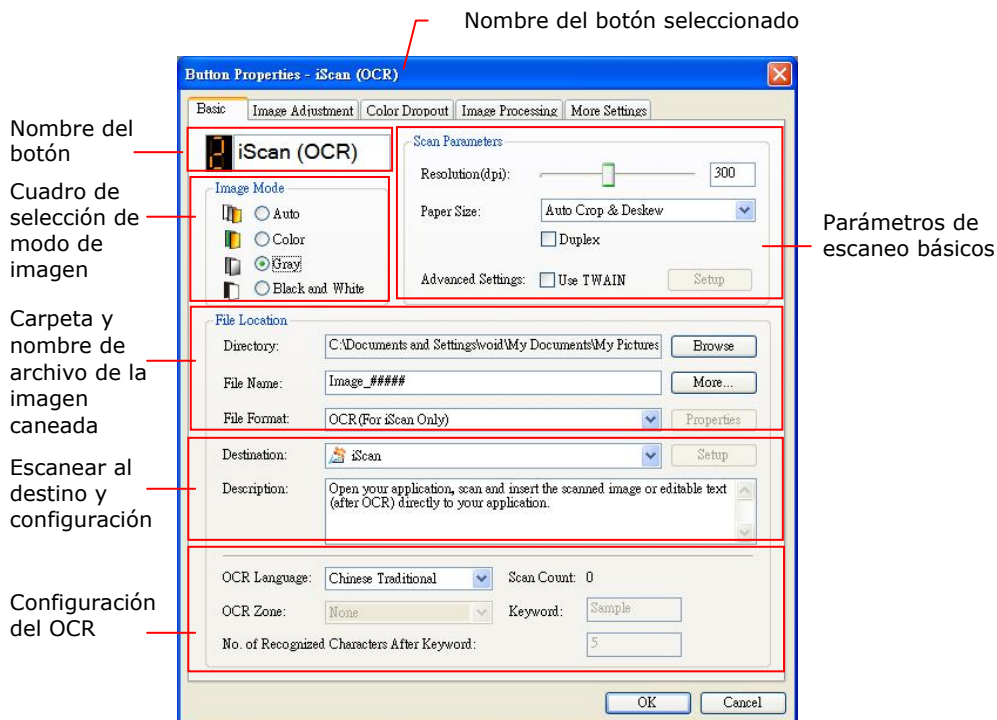 Nombre del botón seleccionado
Button Properties - iScan (OCR)
Basic Image Adjustment Color Dropout Image Processing More Settings
Nombre del
botón
2 iScan (OCR)
Cuadro de
selección de
modo de
imagen
Image Mode
Auto
Color
Gray
Black and White
Scan Parameters
Resolution(dpi): 300
Paper Size: Auto Crop & Deskew
Duplex
Advanced Settings: Use TWAIN Setup
Parámetros de
escaneo básicos
Carpeta y
nombre de
archivo de la
imagen
caneada
File Location
Directory: C:\Documents and Settings\void\My Documents\My Pictures Browse
File Name: Image_##### More...
File Format: OCR(For iScan Only) Properties
Escanear al
destino y
configuración
Destination: iScan Setup
Description: Open your application, scan and insert the scanned image or editable text
(after OCR) directly to your application.
Configuración
del OCR
OCR Language: Chinese Traditional Scan Count: 0
OCR Zone: None Keyword: Sample
No. of Recognized Characters After Keyword: 5
OK Cancel